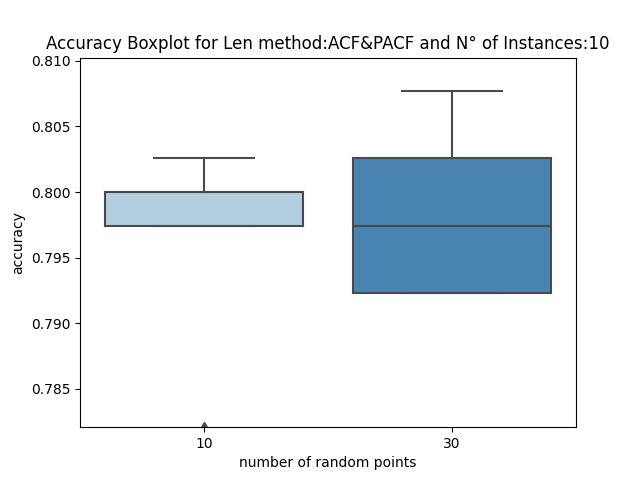 Accuracy Boxplot for Len method:ACF&PACF and N° of Instances:10
0.810
0.805
0.800
0.795
0.790
0.785
accuracy
10 30
number of random points